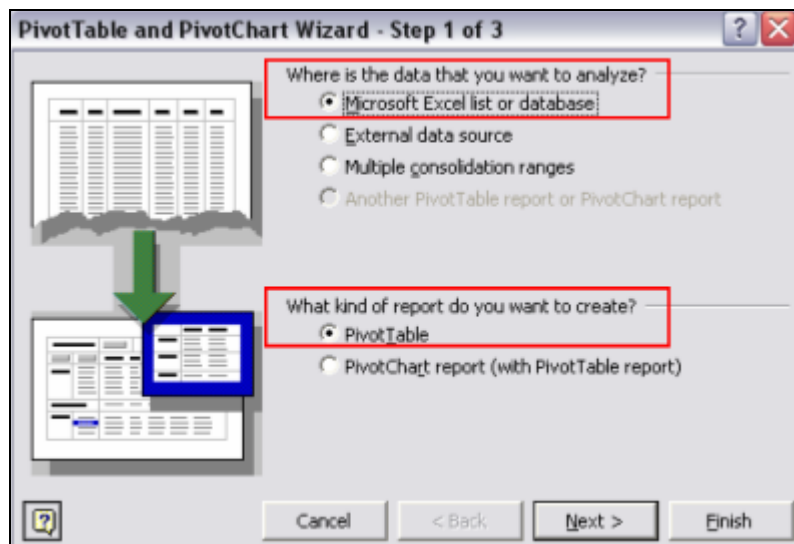 PivotTable and PivotChart Wizard - Step 1 of 3
Where is the data that you want to analyze?
Microsoft Excel list or database
External data source
Multiple consolidation ranges
Another PivotTable report or PivotChart report
What kind of report do you want to create?
PivotTable
PivotChart report (with PivotTable report)
Cancel
< Back
Next >
Finish